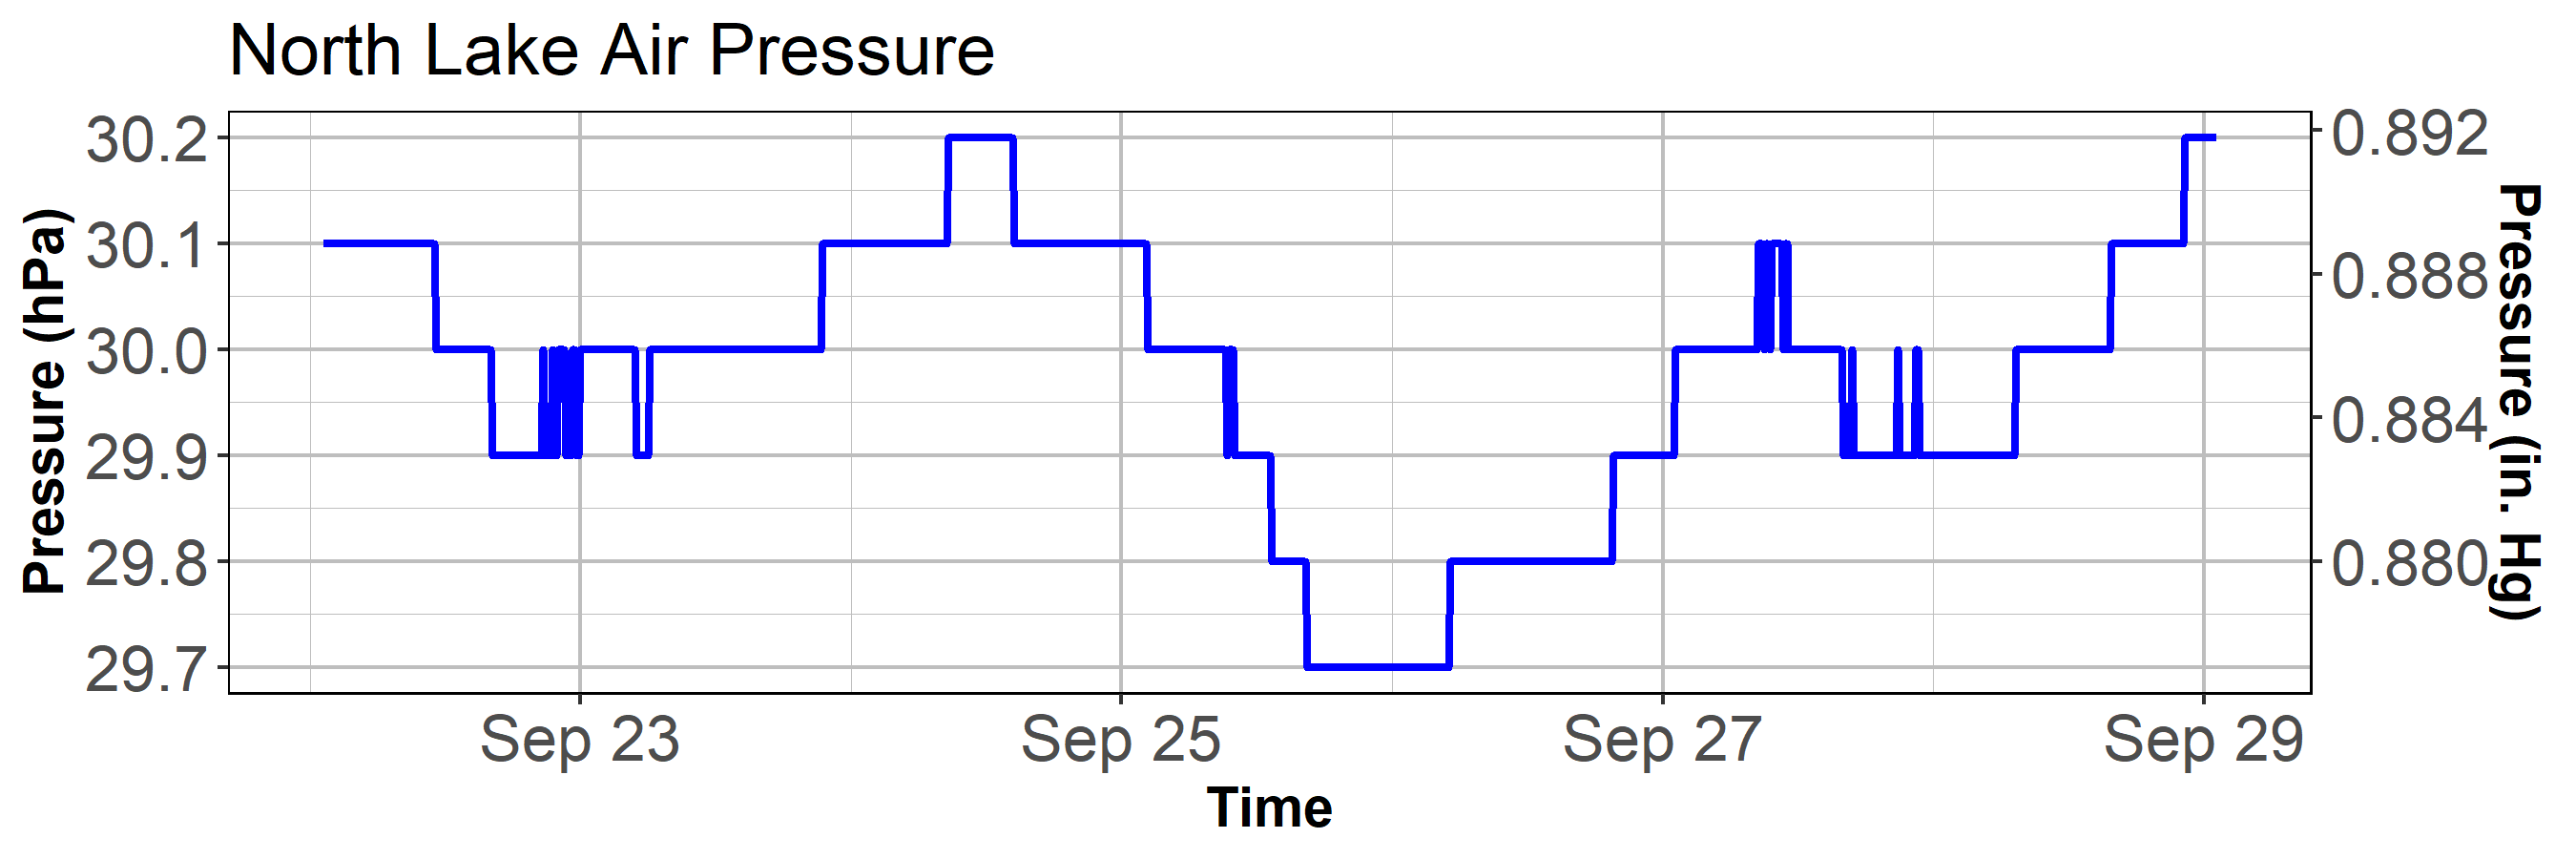 North Lake Air Pressure
Pressure (hPa)
30.2
30.1
30.0
29.9
29.8
29.7
0.892
0.888
0.884
0.880
Pressure (in. Hg)
Sep 23
Sep 25
Sep 27
Sep 29
Time